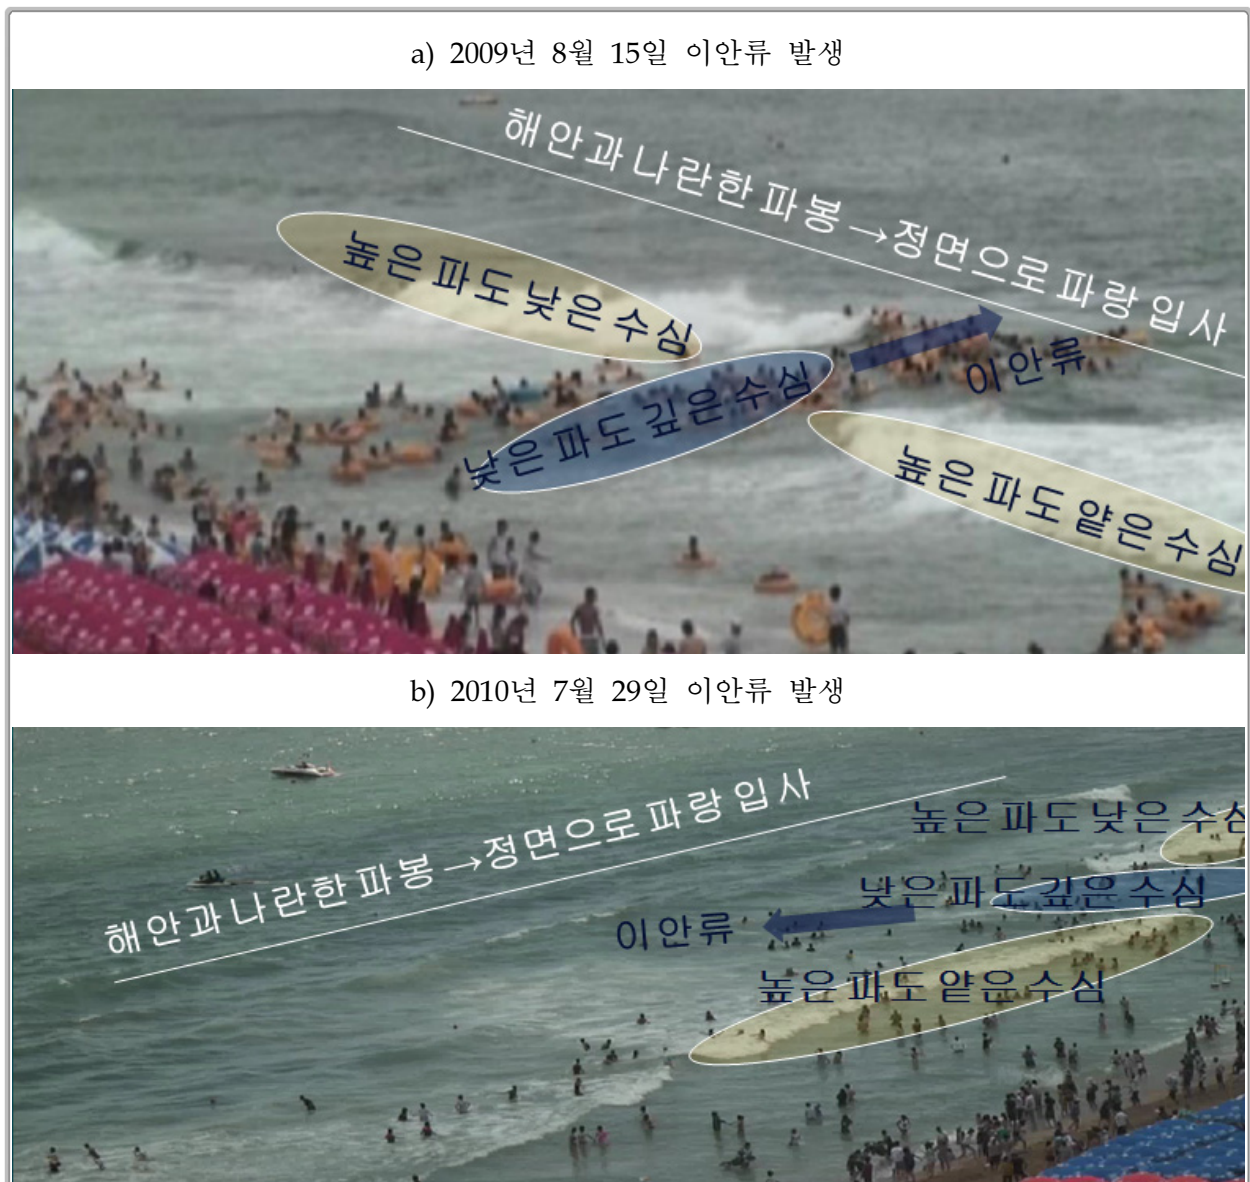 a) 2009년 8월 15일 이안류 발생
해안과 나란한 파봉 →정면으로 파랑 입사
높은 파도 낮은 수심
낮은 파도 깊은 수심
이안류
높은 파도 얕은 수심
b) 2010년 7월 29일 이안류 발생
해안과 나란한 파봉 →정면으로 파랑 입사
높은 파도 낮은 수심
낮은 파도 깊은 수심
이안류
높은 파도 얕은 수심